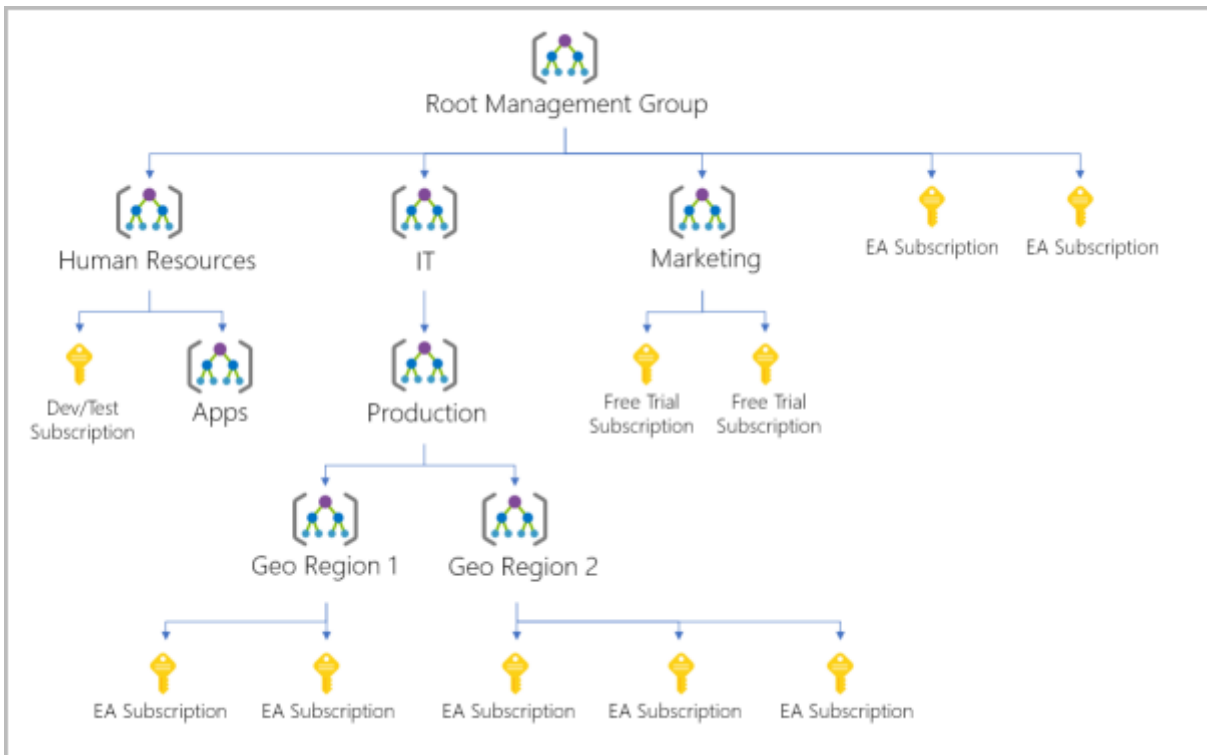 Root Management Group
Human Resources
IT
Marketing
EA Subscription
EA Subscription
Dev/Test
Subscription
Apps
Production
Free Trial
Subscription
Free Trial
Subscription
Geo Region 1
Geo Region 2
EA Subscription
EA Subscription
EA Subscription
EA Subscription
EA Subscription